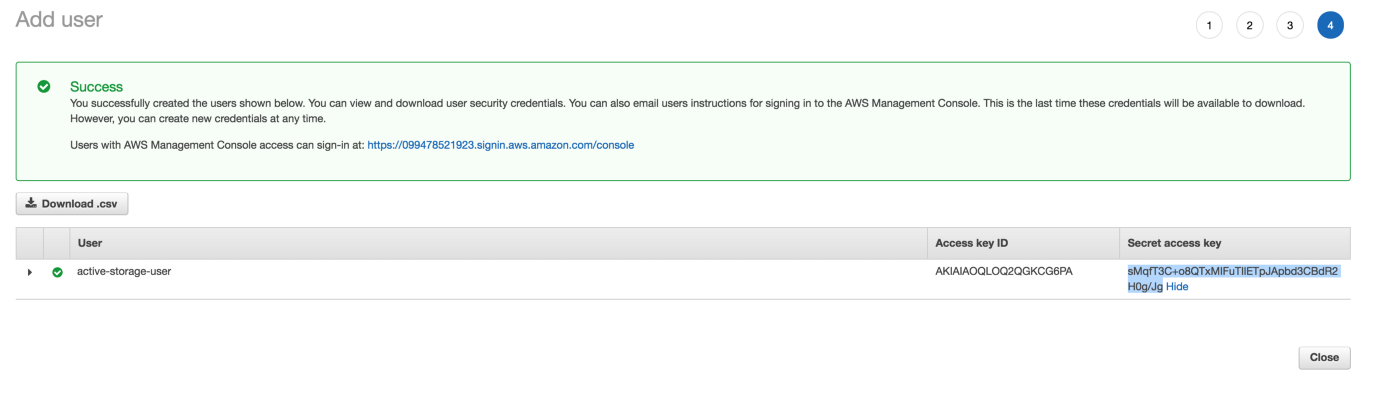 Add user
1 2 3 4
Success
You successfully created the users shown below. You can view and download user security credentials. You can also email users instructions for signing in to the AWS Management Console. This is the last time these credentials will be available to download.
However, you can create new credentials at any time.
Users with AWS Management Console access can sign-in at: https://099478521923.signin.aws.amazon.com/console
Download .csv
User Access key ID Secret access key
active-storage-user AKIAIAOQLOQ2QGKCG6PA
Hide
Close